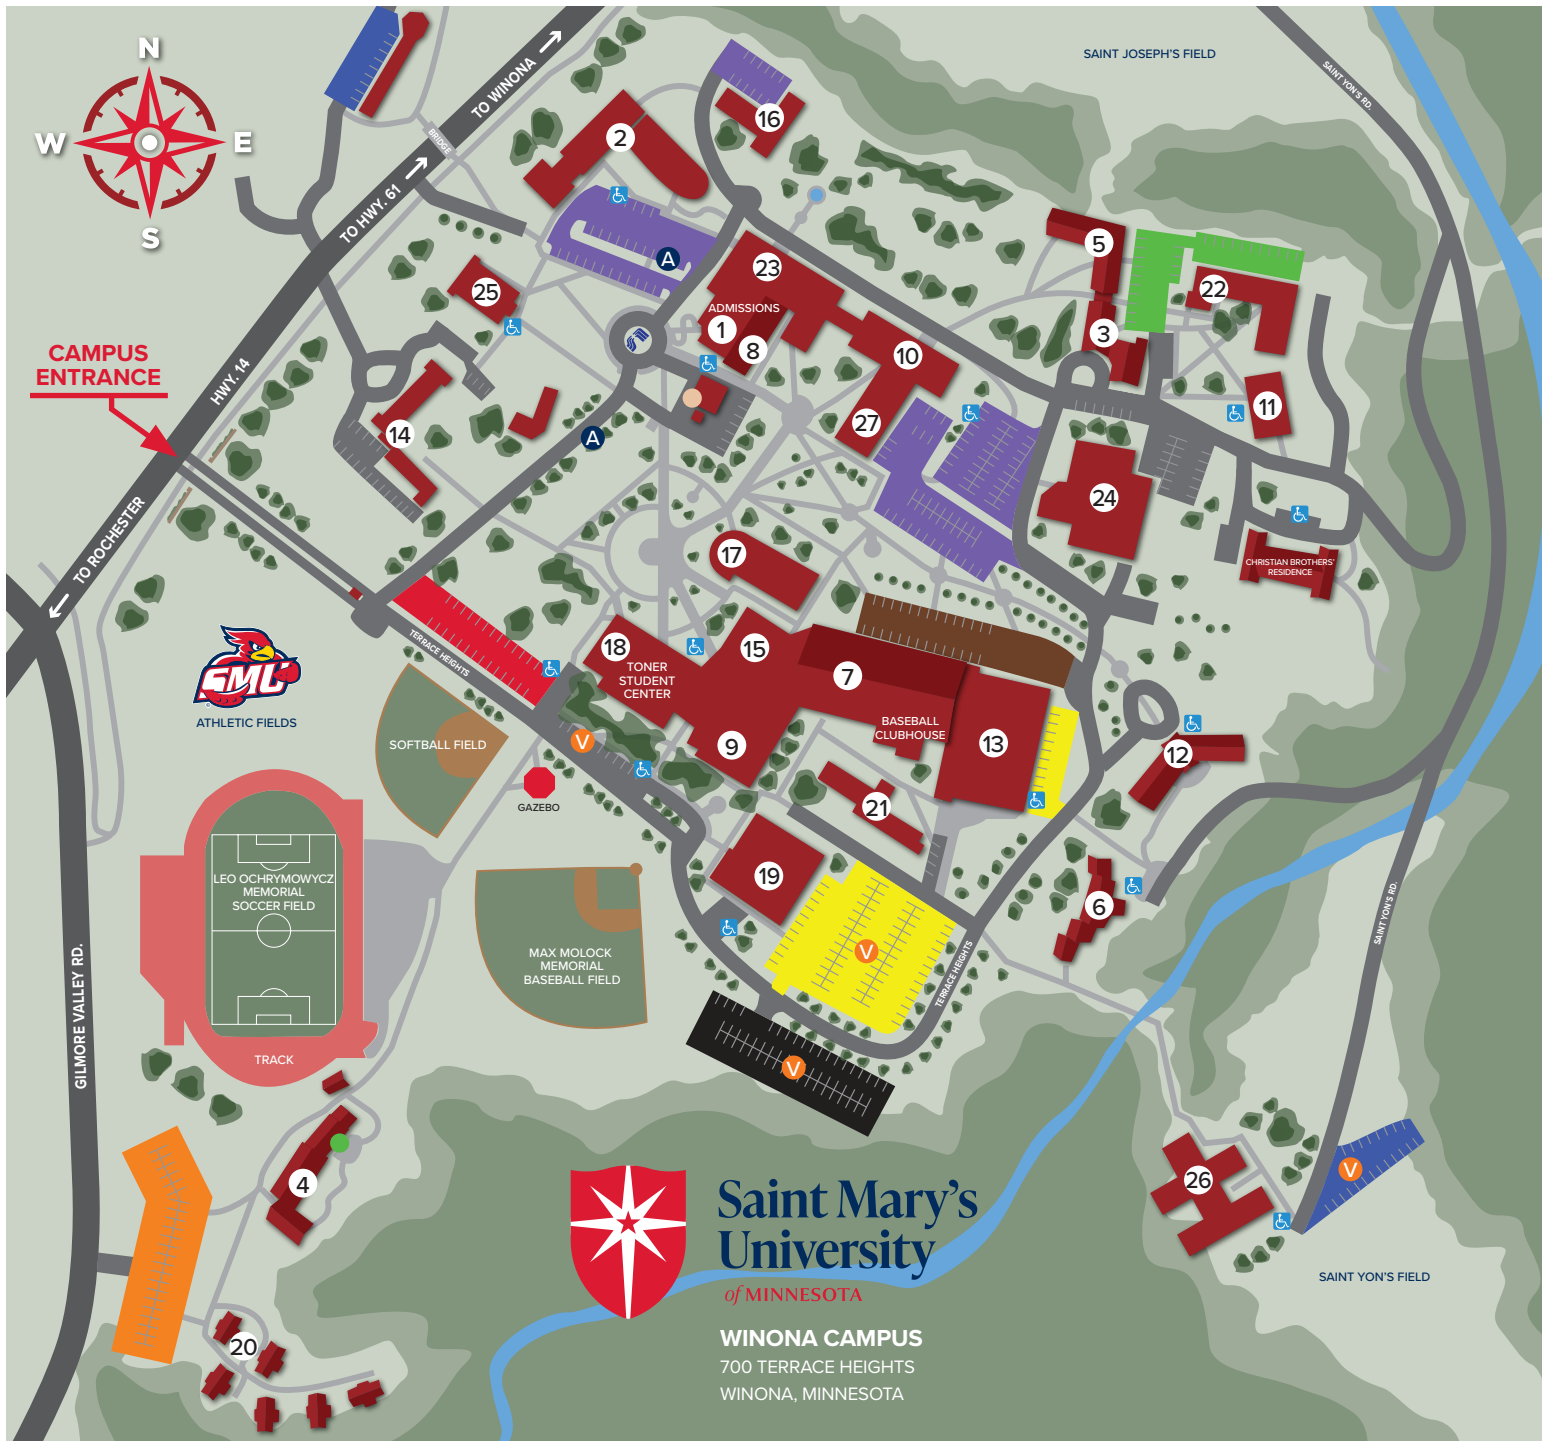 N
W
E
S
SAINT JOSEPH'S FIELD
SAINT YON'S RD.
TO WINONA
BRIDGE
TO HWY. 61
HWY. 14
TO ROCHESTER
CAMPUS
ENTRANCE
2
16
A
5
23
22
25
ADMISSIONS
1
8
3
10
11
14
A
27
24
17
CHRISTIAN BROTHERS'
RESIDENCE
TERRACE HEIGHTS
18
15
TONER
STUDENT
CENTER
7
SMU
ATHLETIC FIELDS
SOFTBALL FIELD
V
9
BASEBALL
CLUBHOUSE
13
12
GAZEBO
21
LEO OCHRYMOWYCZ
MEMORIAL
SOCCER FIELD
19
6
MAX MOLOCK
MEMORIAL
BASEBALL FIELD
V
TERRACE HEIGHTS
SAINT YON'S RD.
GILMORE VALLEY RD.
TRACK
V
4
26
V
20
SAINT YON'S FIELD
Saint Mary's
University
of MINNESOTA
WINONA CAMPUS
700 TERRACE HEIGHTS
WINONA, MINNESOTA